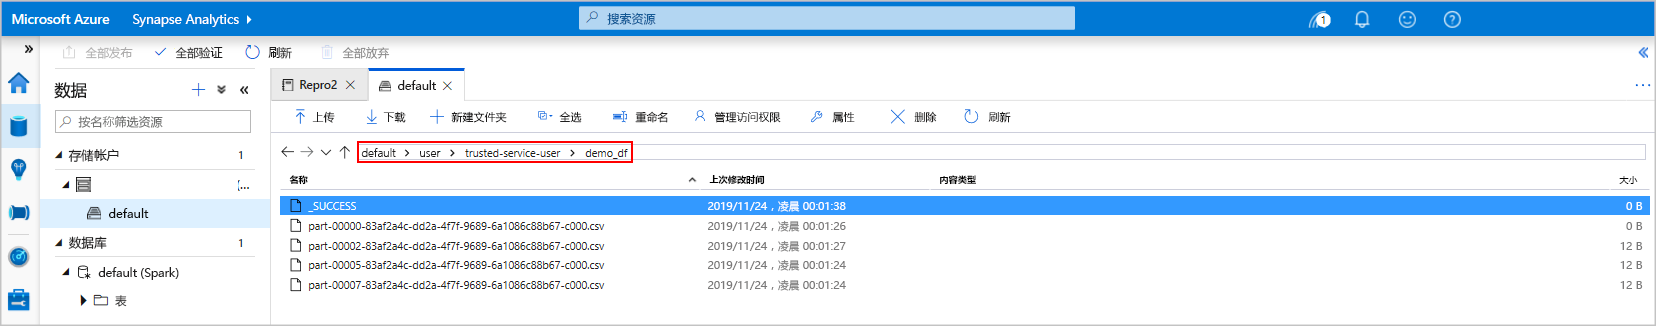 Microsoft Azure Synapse Analytics 搜索资源 1
全部发布 全部验证 刷新 全部放弃
数据
按名称筛选资源
存储帐户 1
[...
default
数据库 1
default (Spark)
表
Repro2 default
上传 下载 新建文件夹 全选 重命名 管理访问权限 属性 删除 刷新
default > user > trusted-service-user > demo_df
名称 上次修改时间 内容类型 大小
_SUCCESS 2019/11/24，凌晨 00:01:38 0 B
part-00000-83af2a4c-dd2a-4f7f-9689-6a1086c88b67-c000.csv 2019/11/24，凌晨 00:01:26 0 B
part-00002-83af2a4c-dd2a-4f7f-9689-6a1086c88b67-c000.csv 2019/11/24，凌晨 00:01:27 12 B
part-00005-83af2a4c-dd2a-4f7f-9689-6a1086c88b67-c000.csv 2019/11/24，凌晨 00:01:24 12 B
part-00007-83af2a4c-dd2a-4f7f-9689-6a1086c88b67-c000.csv 2019/11/24，凌晨 00:01:24 12 B